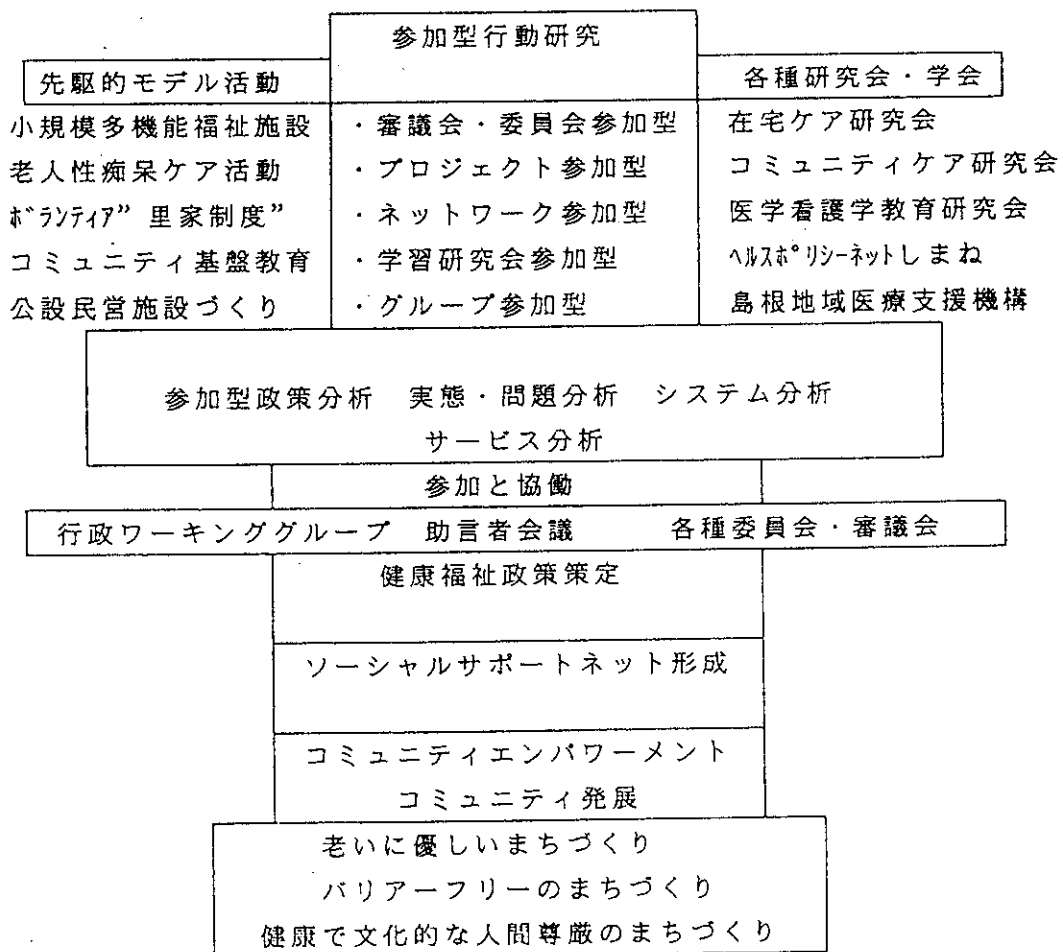 参加型行動研究
先駆的モデル活動
各種研究会・学会
小規模多機能福祉施設
老人性痴呆ケア活動
ボランティア”里家制度”
コミュニティ基盤教育
公設民営施設づくり
・審議会・委員会参加型
・プロジェクト参加型
・ネットワーク参加型
・学習研究会参加型
・グループ参加型
在宅ケア研究会
コミュニティケア研究会
医学看護学教育研究会
ヘルスポリシーネットしまね
島根地域医療支援機構
参加型政策分析 実態・問題分析 システム分析
サービス分析
参加と協働
行政ワーキンググループ 助言者会議 各種委員会・審議会
健康福祉政策策定
ソーシャルサポートネット形成
コミュニティエンパワーメント
コミュニティ発展
老いに優しいまちづくり
バリアーフリーのまちづくり
健康で文化的な人間尊厳のまちづくり